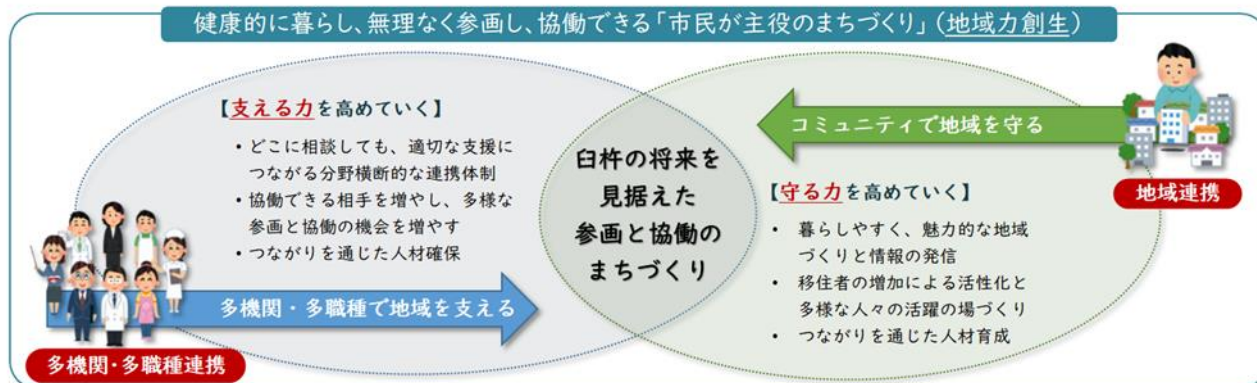 健康的に暮らし、無理なく参画し、協働できる「市民が主役のまちづくり」(地域力創生)
【支える力を高めていく】
• どこに相談しても、適切な支援に
つながる分野横断的な連携体制
• 協働できる相手を増やし、多様な
参画と協働の機会を増やす
• つながりを通じた人材確保
多機関・多職種で地域を支える
多機関・多職種連携
臼杵の将来を
見据えた
参画と協働の
まちづくり
コミュニティで地域を守る
地域連携
【守る力を高めていく】
• 暮らしやすく、魅力的な地域
づくりと情報の発信
• 移住者の増加による活性化と
多様な人々の活躍の場づくり
• つながりを通じた人材育成